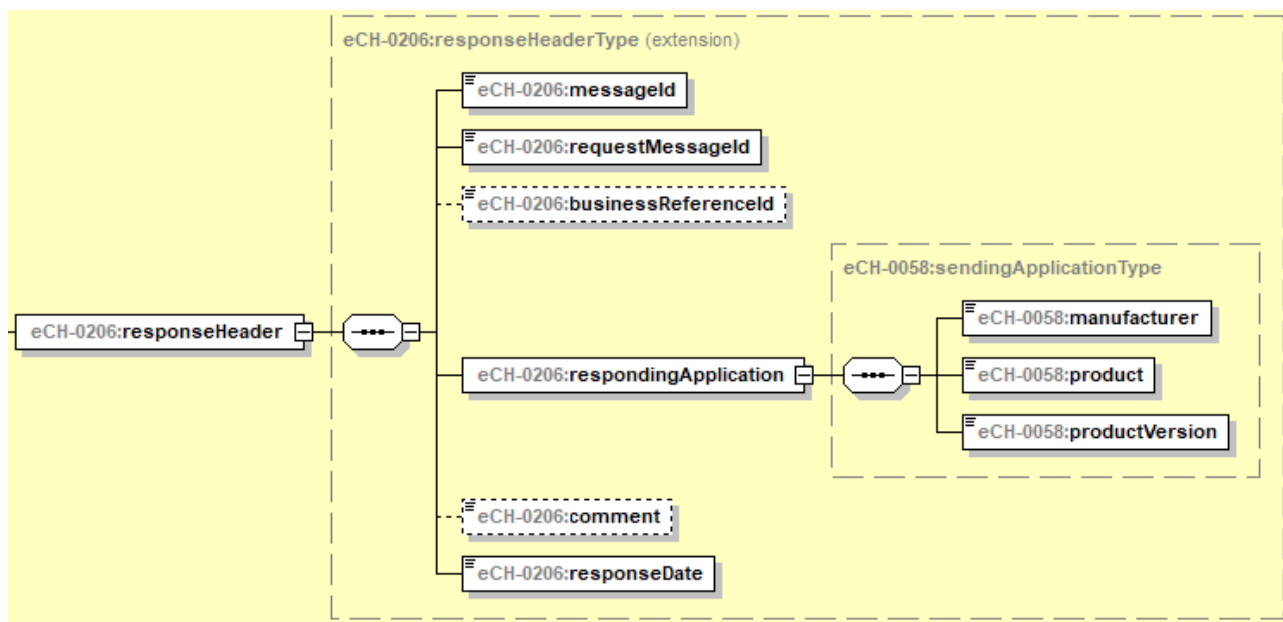 eCH-0206:responseHeaderType (extension)
eCH-0206:messageId
eCH-0206:requestMessageId
eCH-0206:businessReferenceId
eCH-0058:sendingApplicationType
eCH-0058:manufacturer
eCH-0206:responseHeader
eCH-0206:respondingApplication
eCH-0058:product
eCH-0058:productVersion
eCH-0206:comment
eCH-0206:responseDate